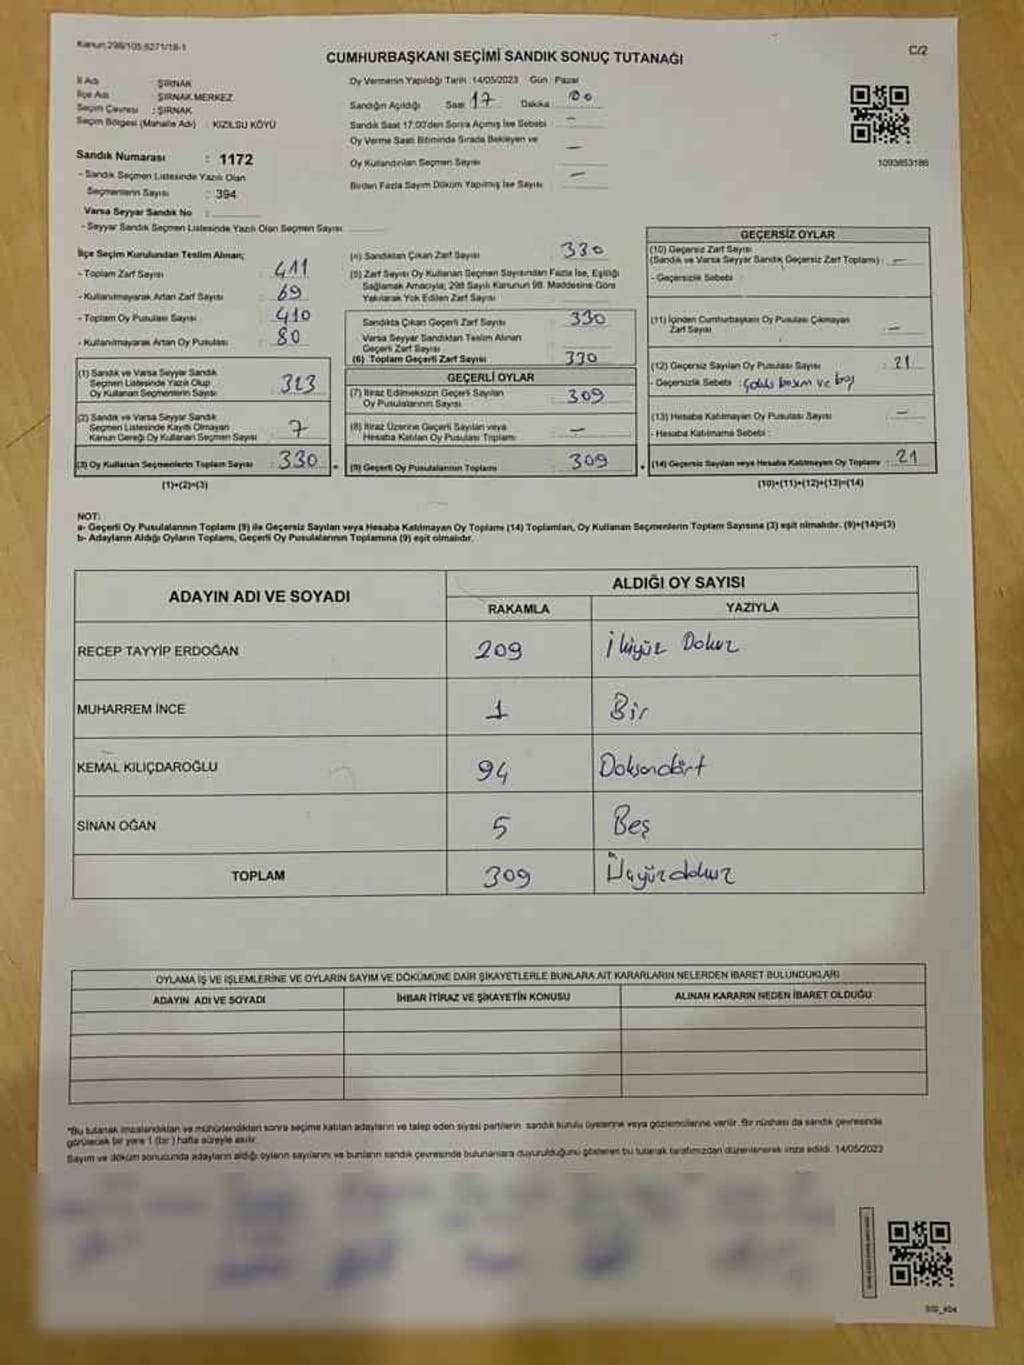 Kanun:298/105;6271/18-1
C/2
CUMHURBAŞKANI SEÇİMİ SANDIK SONUÇ TUTANAĞI
İl Adı : ŞIRNAK
İlçe Adı : ŞIRNAK MERKEZ
Seçim Çevresi : ŞIRNAK
Seçim Bölgesi (Mahalle Adı) : KIZILSU KÖYÜ
Sandık Numarası : 1172
- Sandık Seçmen Listesinde Yazılı Olan
Seçmenlerin Sayısı : 394
Varsa Seyyar Sandık No :
- Seyyar Sandık Seçmen Listesinde Yazılı Olan Seçmen Sayısı:
Oy Vermenin Yapıldığı Tarih :14/05/2023 Gün : Pazar
Sandığın Açıldığı Saat 17 Dakika 00
Sandık Saat 17:00'den Sonra Açımış İse Sebebi : -
Oy Verme Saati Bitiminde Sırada Bekleyen ve
Oy Kullandırılan Seçmen Sayısı -
Birden Fazla Sayım Döküm Yapılmış İse Sayısı : -
1093853186
İlçe Seçim Kurulundan Teslim Alınan;
- Toplam Zarf Sayısı : 411
- Kullanılmayarak Artan Zarf Sayısı : 69
- Toplam Oy Pusulası Sayısı : 410
- Kullanılmayarak Artan Oy Pusulası : 80
(1) Sandık ve Varsa Seyyar Sandık
Seçmen Listesinde Yazılı Olup
Oy Kullanan Seçmenlerin Sayısı : 323
(2) Sandık ve Varsa Seyyar Sandık
Seçmen Listesinde Kayıtlı Olmayan
Kanun Gereği Oy Kullanan Seçmen Sayısı : 7
(3) Oy Kullanan Seçmenlerin Toplam Sayısı : 330
(1)+(2)=(3)
(4) Sandıktan Çıkan Zarf Sayısı : 330
(5) Zarf Sayısı Oy Kullanan Seçmen Sayısından Fazla İse, Eşitliği
Sağlamak Amacıyla; 298 Sayılı Kanunun 98. Maddesine Göre
Yakılarak Yok Edilen Zarf Sayısı :
Sandıkta Çıkan Geçerli Zarf Sayısı : 330
Varsa Seyyar Sandıktan Teslim Alınan
Geçerli Zarf Sayısı :
(6) Toplam Geçerli Zarf Sayısı : 330
GEÇERLİ OYLAR
(7) İtiraz Edilmeksizin Geçerli Sayılan
Oy Pusulalarının Sayısı : 309
(8) İtiraz Üzerine Geçerli Sayılan veya
Hesaba Katılan Oy Pusulası Toplamı : -
(9) Geçerli Oy Pusulalarının Toplamı : 309
GEÇERSİZ OYLAR
(10) Geçersiz Zarf Sayısı
(Sandık ve Varsa Seyyar Sandık Geçersiz Zarf Toplamı) : -
- Geçersizlik Sebebi :
(11) İçinden Cumhurbaşkanı Oy Pusulası Çıkmayan
Zarf Sayısı : -
(12) Geçersiz Sayılan Oy Pusulası Sayısı : 21
- Geçersizlik Sebebi : ve boş
(13) Hesaba Katılmayan Oy Pusulası Sayısı : -
- Hesaba Katılmama Sebebi :
(14) Geçersiz Sayılan veya Hesaba Katılmayan Oy Toplamı : 21
(10)+(11)+(12)+(13)=(14)
NOT:
a- Geçerli Oy Pusulalarının Toplamı (9) ile Geçersiz Sayılan veya Hesaba Katılmayan Oy Toplamı (14) Toplamları, Oy Kullanan Seçmenlerin Toplam Sayısına (3) eşit olmalıdır. (9)+(14)=(3)
b- Adayların Aldığı Oyların Toplamı, Geçerli Oy Pusulalarının Toplamına (9) eşit olmalıdır.
ADAYIN ADI VE SOYADI ALDIĞI OY SAYISI
RAKAMLA YAZIYLA
RECEP TAYYİP ERDOĞAN 209 İkiyüz Dokuz
MUHARREM İNCE 1 Bir
KEMAL KILIÇDAROĞLU 94 Doksandört
SİNAN OĞAN 5 Beş
TOPLAM 309 Üçyüzdokuz
OYLAMA İŞ VE İŞLEMLERİNE VE OYLARIN SAYIM VE DÖKÜMÜNE DAİR ŞİKAYETLERLE BUNLARA AİT KARARLARIN NELERDEN İBARET BULUNDUKLARI
ADAYIN ADI VE SOYADI İHBAR İTİRAZ VE ŞİKAYETİN KONUSU ALINAN KARARIN NEDEN İBARET OLDUĞU
*Bu tutanak imzalandıktan ve mühürlendikten sonra seçime katılan adayların ve talep eden siyasi partilerin sandık kurulu üyelerine veya gözlemcilerine verilir. Bir nüshası da sandık çevresinde
görülecek bir yere 1 (bir) hafta süreyle asılır.
Sayım ve döküm sonucunda adayların aldığı oyların sayılarını ve bunların sandık çevresinde bulunanlara duyurulduğunu gösteren bu tutanak tarafımızdan düzenlenerek imza edildi. 14/05/2023